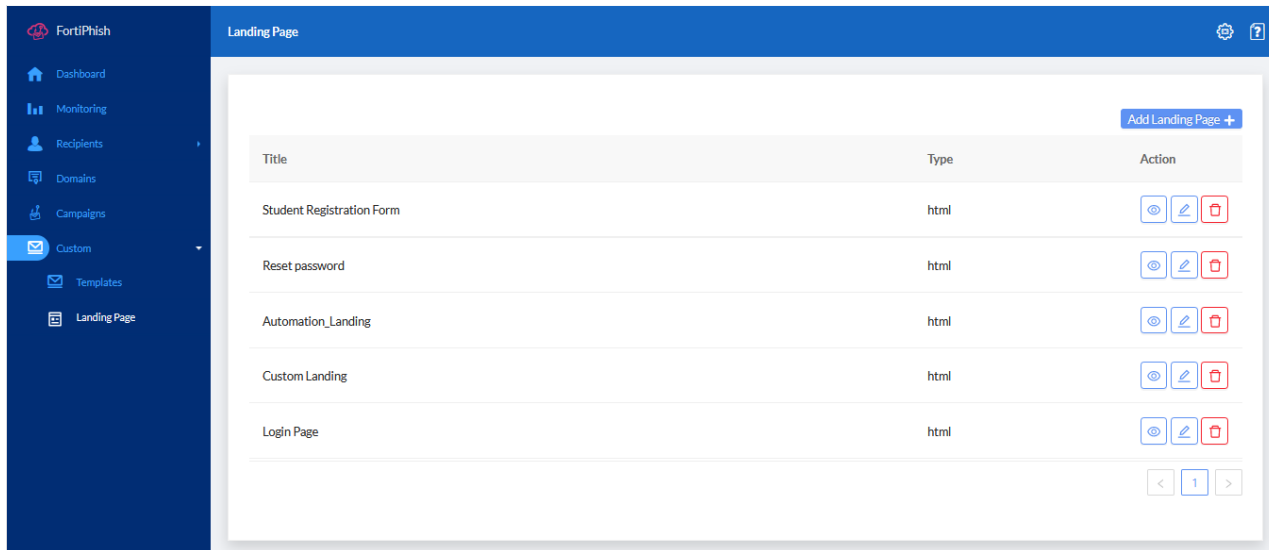 FortiPhish
Landing Page
Dashboard
Monitoring
Recipients
Domains
Campaigns
Custom
Templates
Landing Page
Add Landing Page +
Title Type Action
Student Registration Form html
Reset password html
Automation_Landing html
Custom Landing html
Login Page html
< 1 >